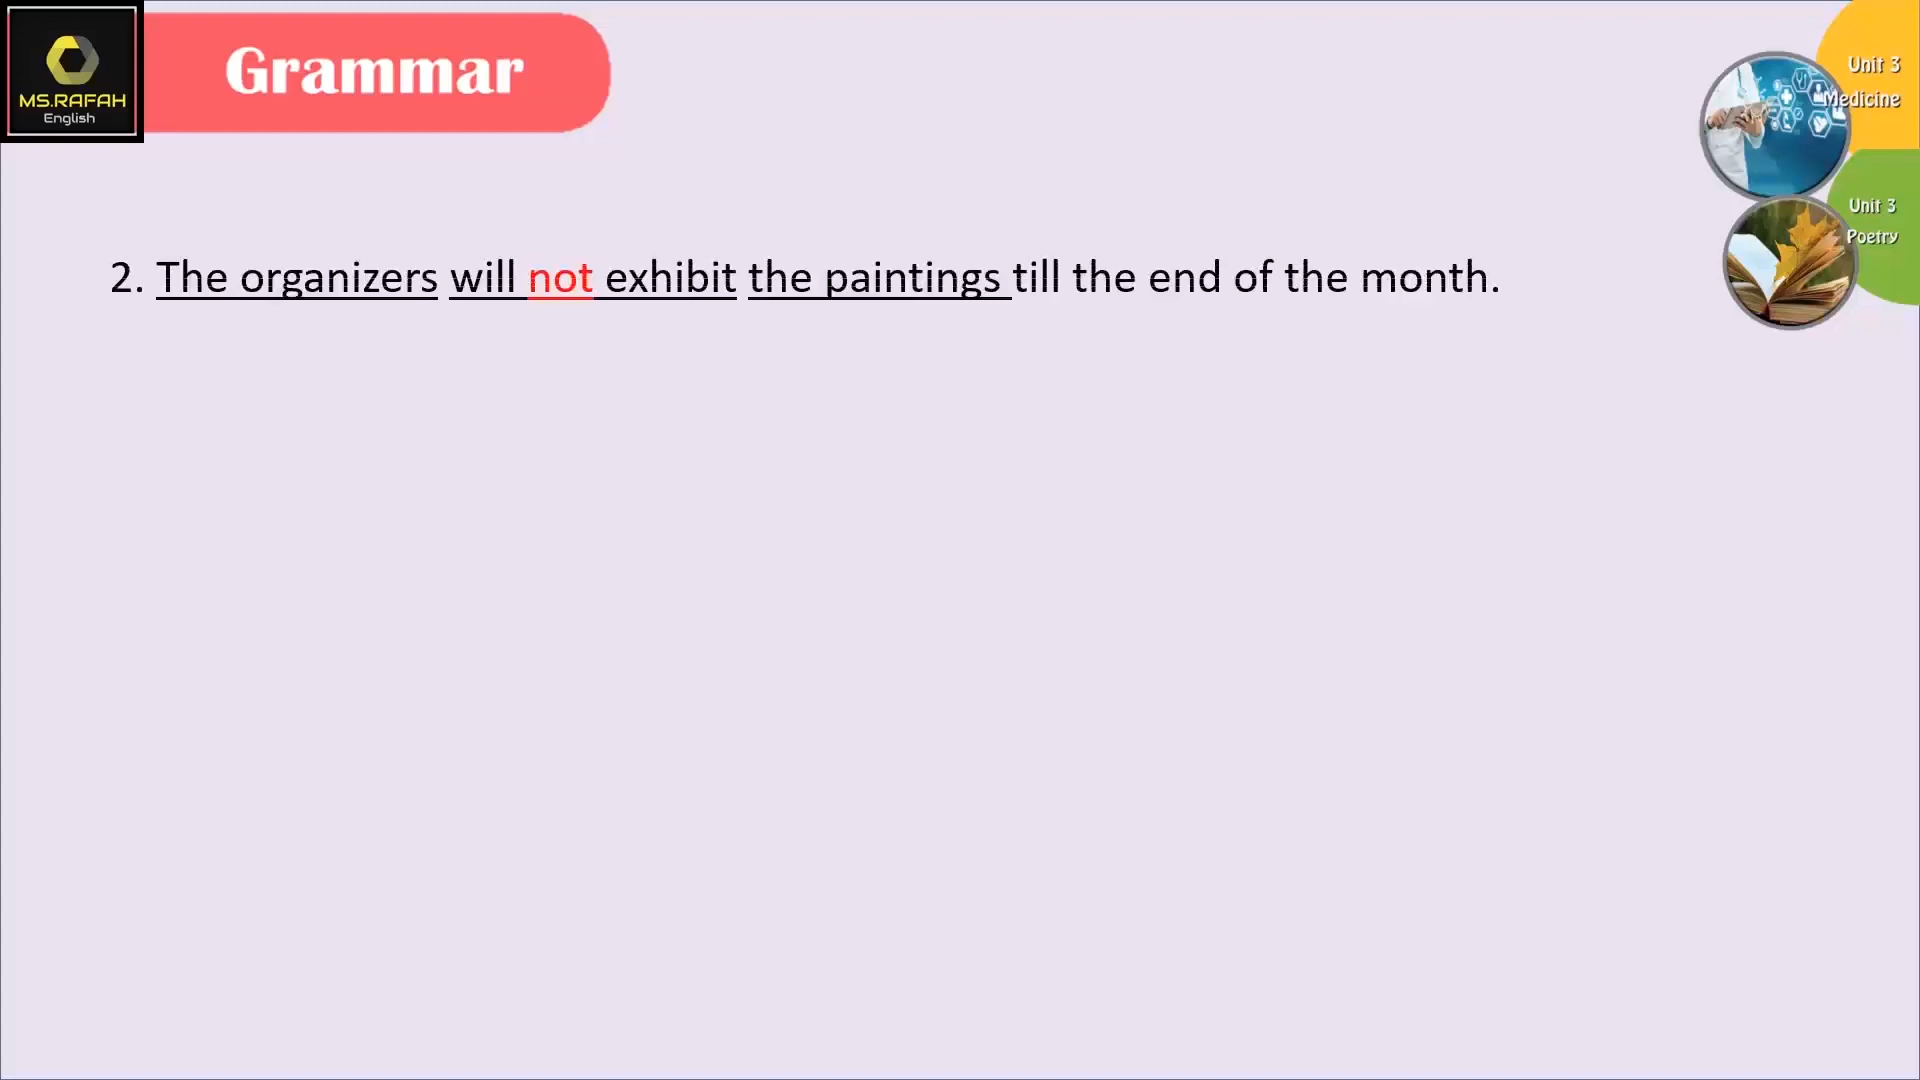 MS.RAFAH
English
Grammar
Unit 3
Medicine
Unit 3
Poetry
2. The organizers will not exhibit the paintings till the end of the month.